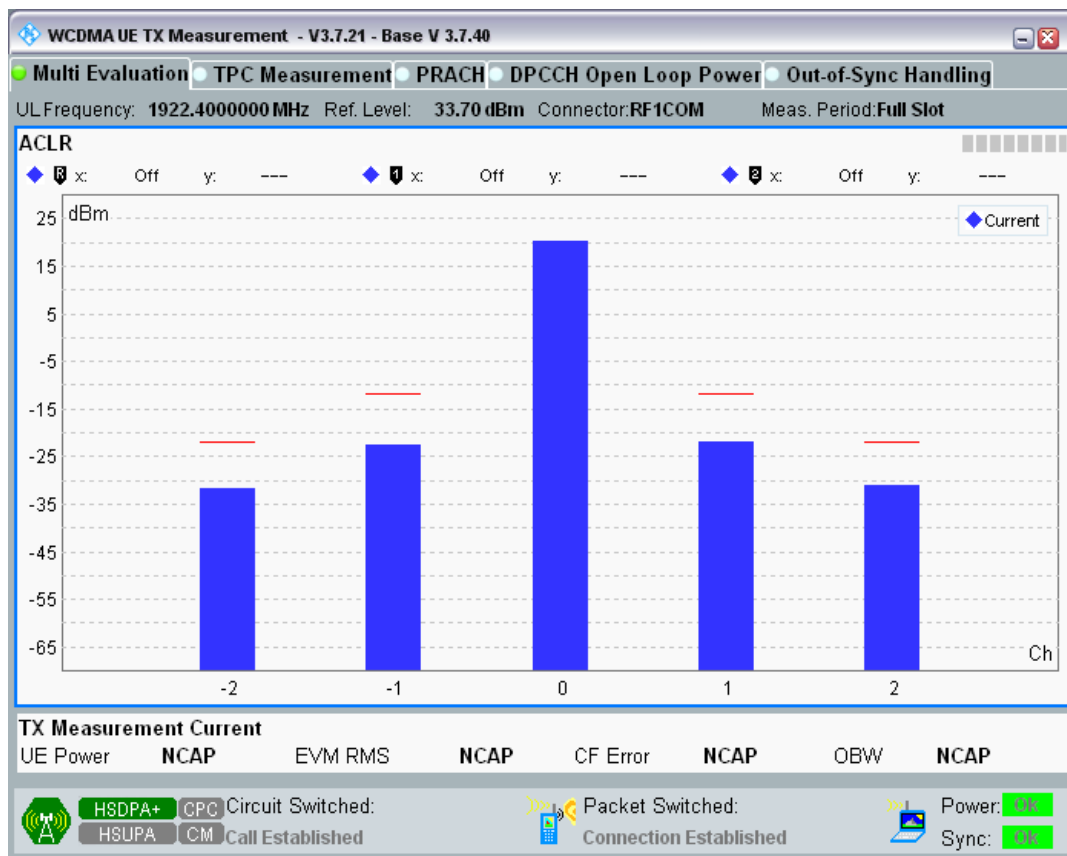 WCDMA UE TX Measurement - V3.7.21 - Base V 3.7.40
Multi Evaluation TPC Measurement PRACH DPCCH Open Loop Power Out-of-Sync Handling
UL Frequency: 1922.4000000 MHz Ref. Level: 33.70 dBm Connector:RF1COM Meas. Period:Full Slot
ACLR
R x: Off y: --- 1 x: Off y: --- 2 x: Off y: ---
dBm
Current
25
15
5
-5
-15
-25
-35
-45
-55
-65
Ch
-2 -1 0 1 2
TX Measurement Current
UE Power NCAP EVM RMS NCAP CF Error NCAP OBW NCAP
HSDPA+ CPC Circuit Switched: Packet Switched: Power: Ok
HSUPA CM Call Established Connection Established Sync: Ok